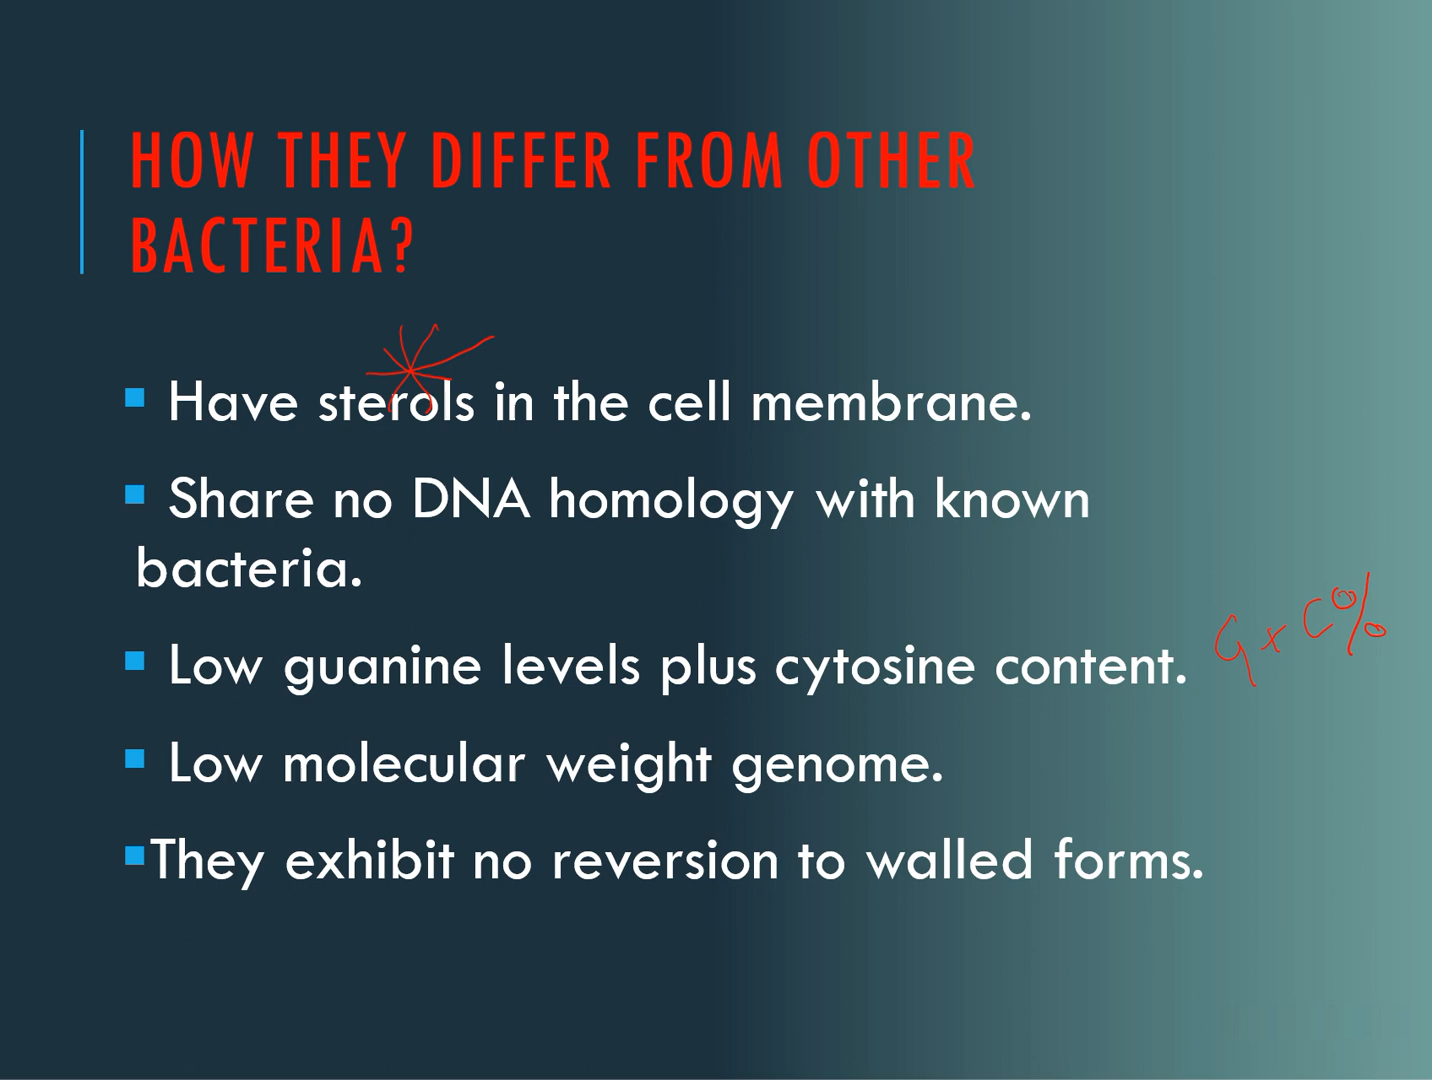 HOW THEY DIFFER FROM OTHER
BACTERIA?
▪ Have sterols in the cell membrane.
▪ Share no DNA homology with known
bacteria.
▪ Low guanine levels plus cytosine content.
G x C%
▪ Low molecular weight genome.
▪They exhibit no reversion to walled forms.